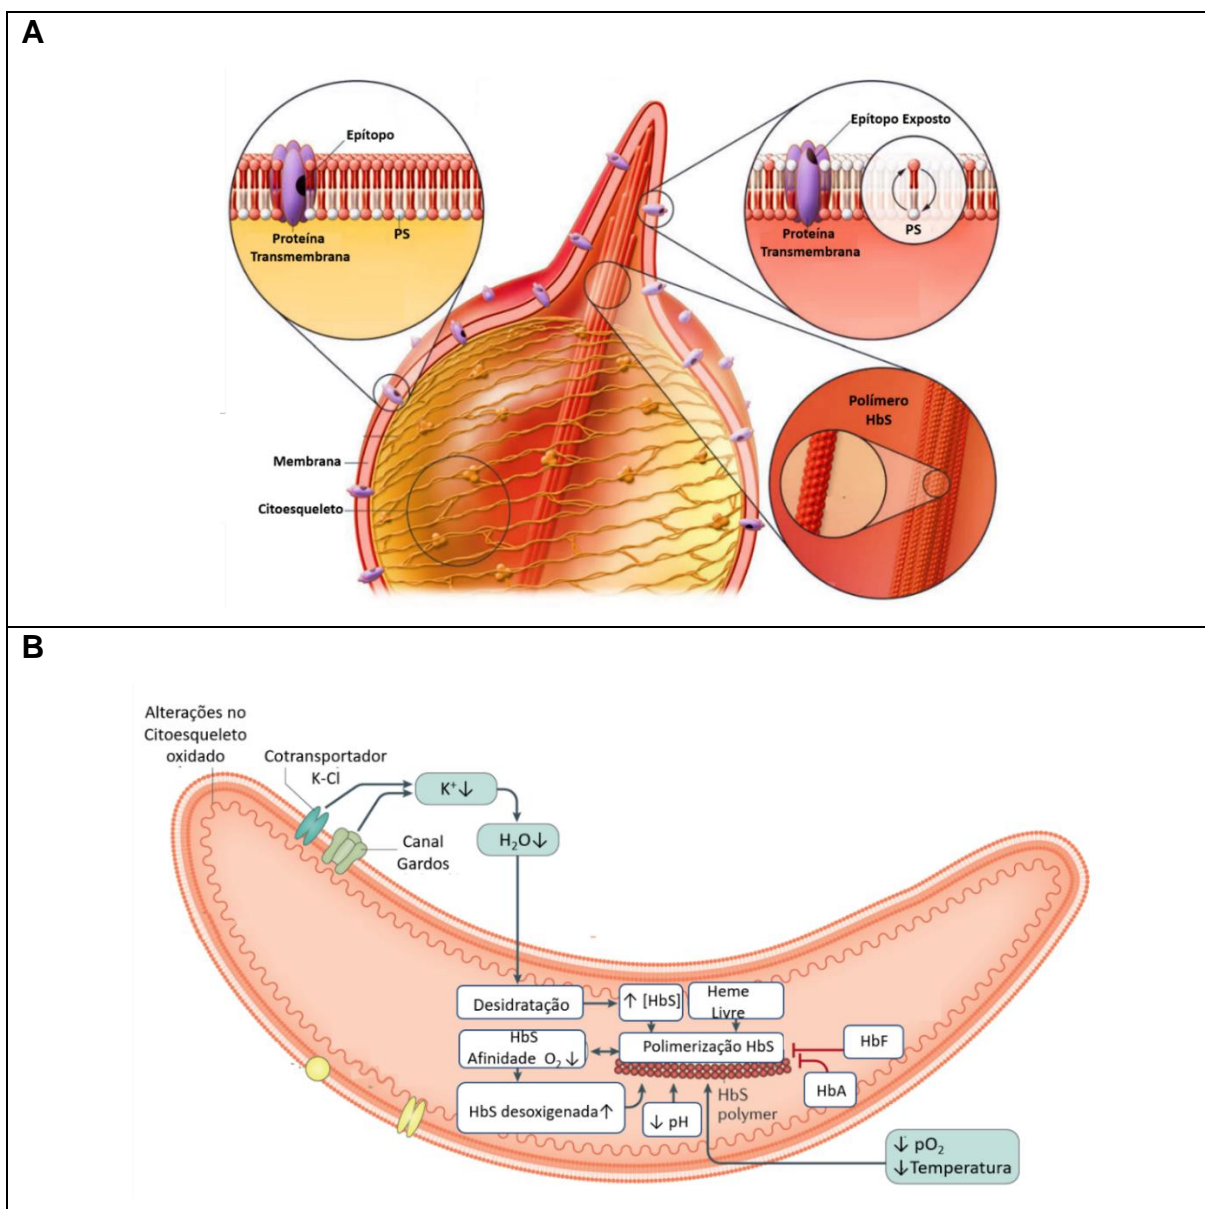 A
Epítopo
Proteína
Transmembrana
PS
Epítopo Exposto
Proteína
Transmembrana
PS
Polímero
HbS
Membrana
Citoesqueleto
B
Alterações no
Citoesqueleto
oxidado
Cotransportador
K-Cl
K⁺↓
H₂O↓
Canal
Gardos
Desidratação
↑ [HbS]
Heme
Livre
HbS
Afinidade O₂ ↓
Polimerização HbS
HbF
HbA
HbS desoxigenada↑
↓ pH
HbS
polymer
↓ pO₂
↓Temperatura